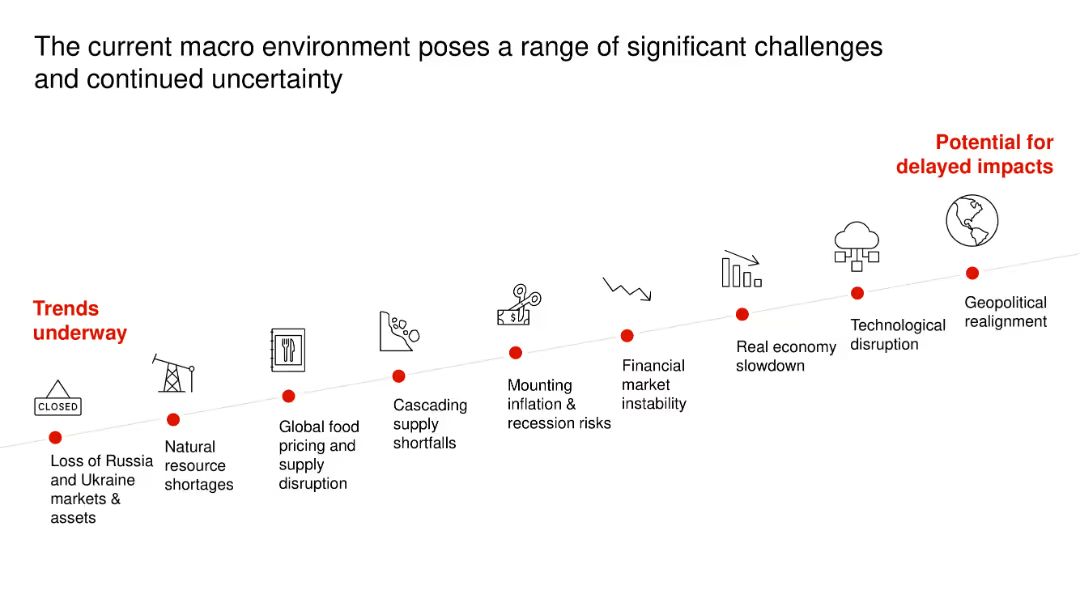 The current macro environment poses a range of significant challenges
and continued uncertainty
Potential for
delayed impacts
Trends
underway
CLOSED
$
Loss of Russia
and Ukraine
markets &
assets
Natural
resource
shortages
Global food
pricing and
supply
disruption
Cascading
supply
shortfalls
Mounting
inflation &
recession risks
Financial
market
instability
Real economy
slowdown
Technological
disruption
Geopolitical
realignment